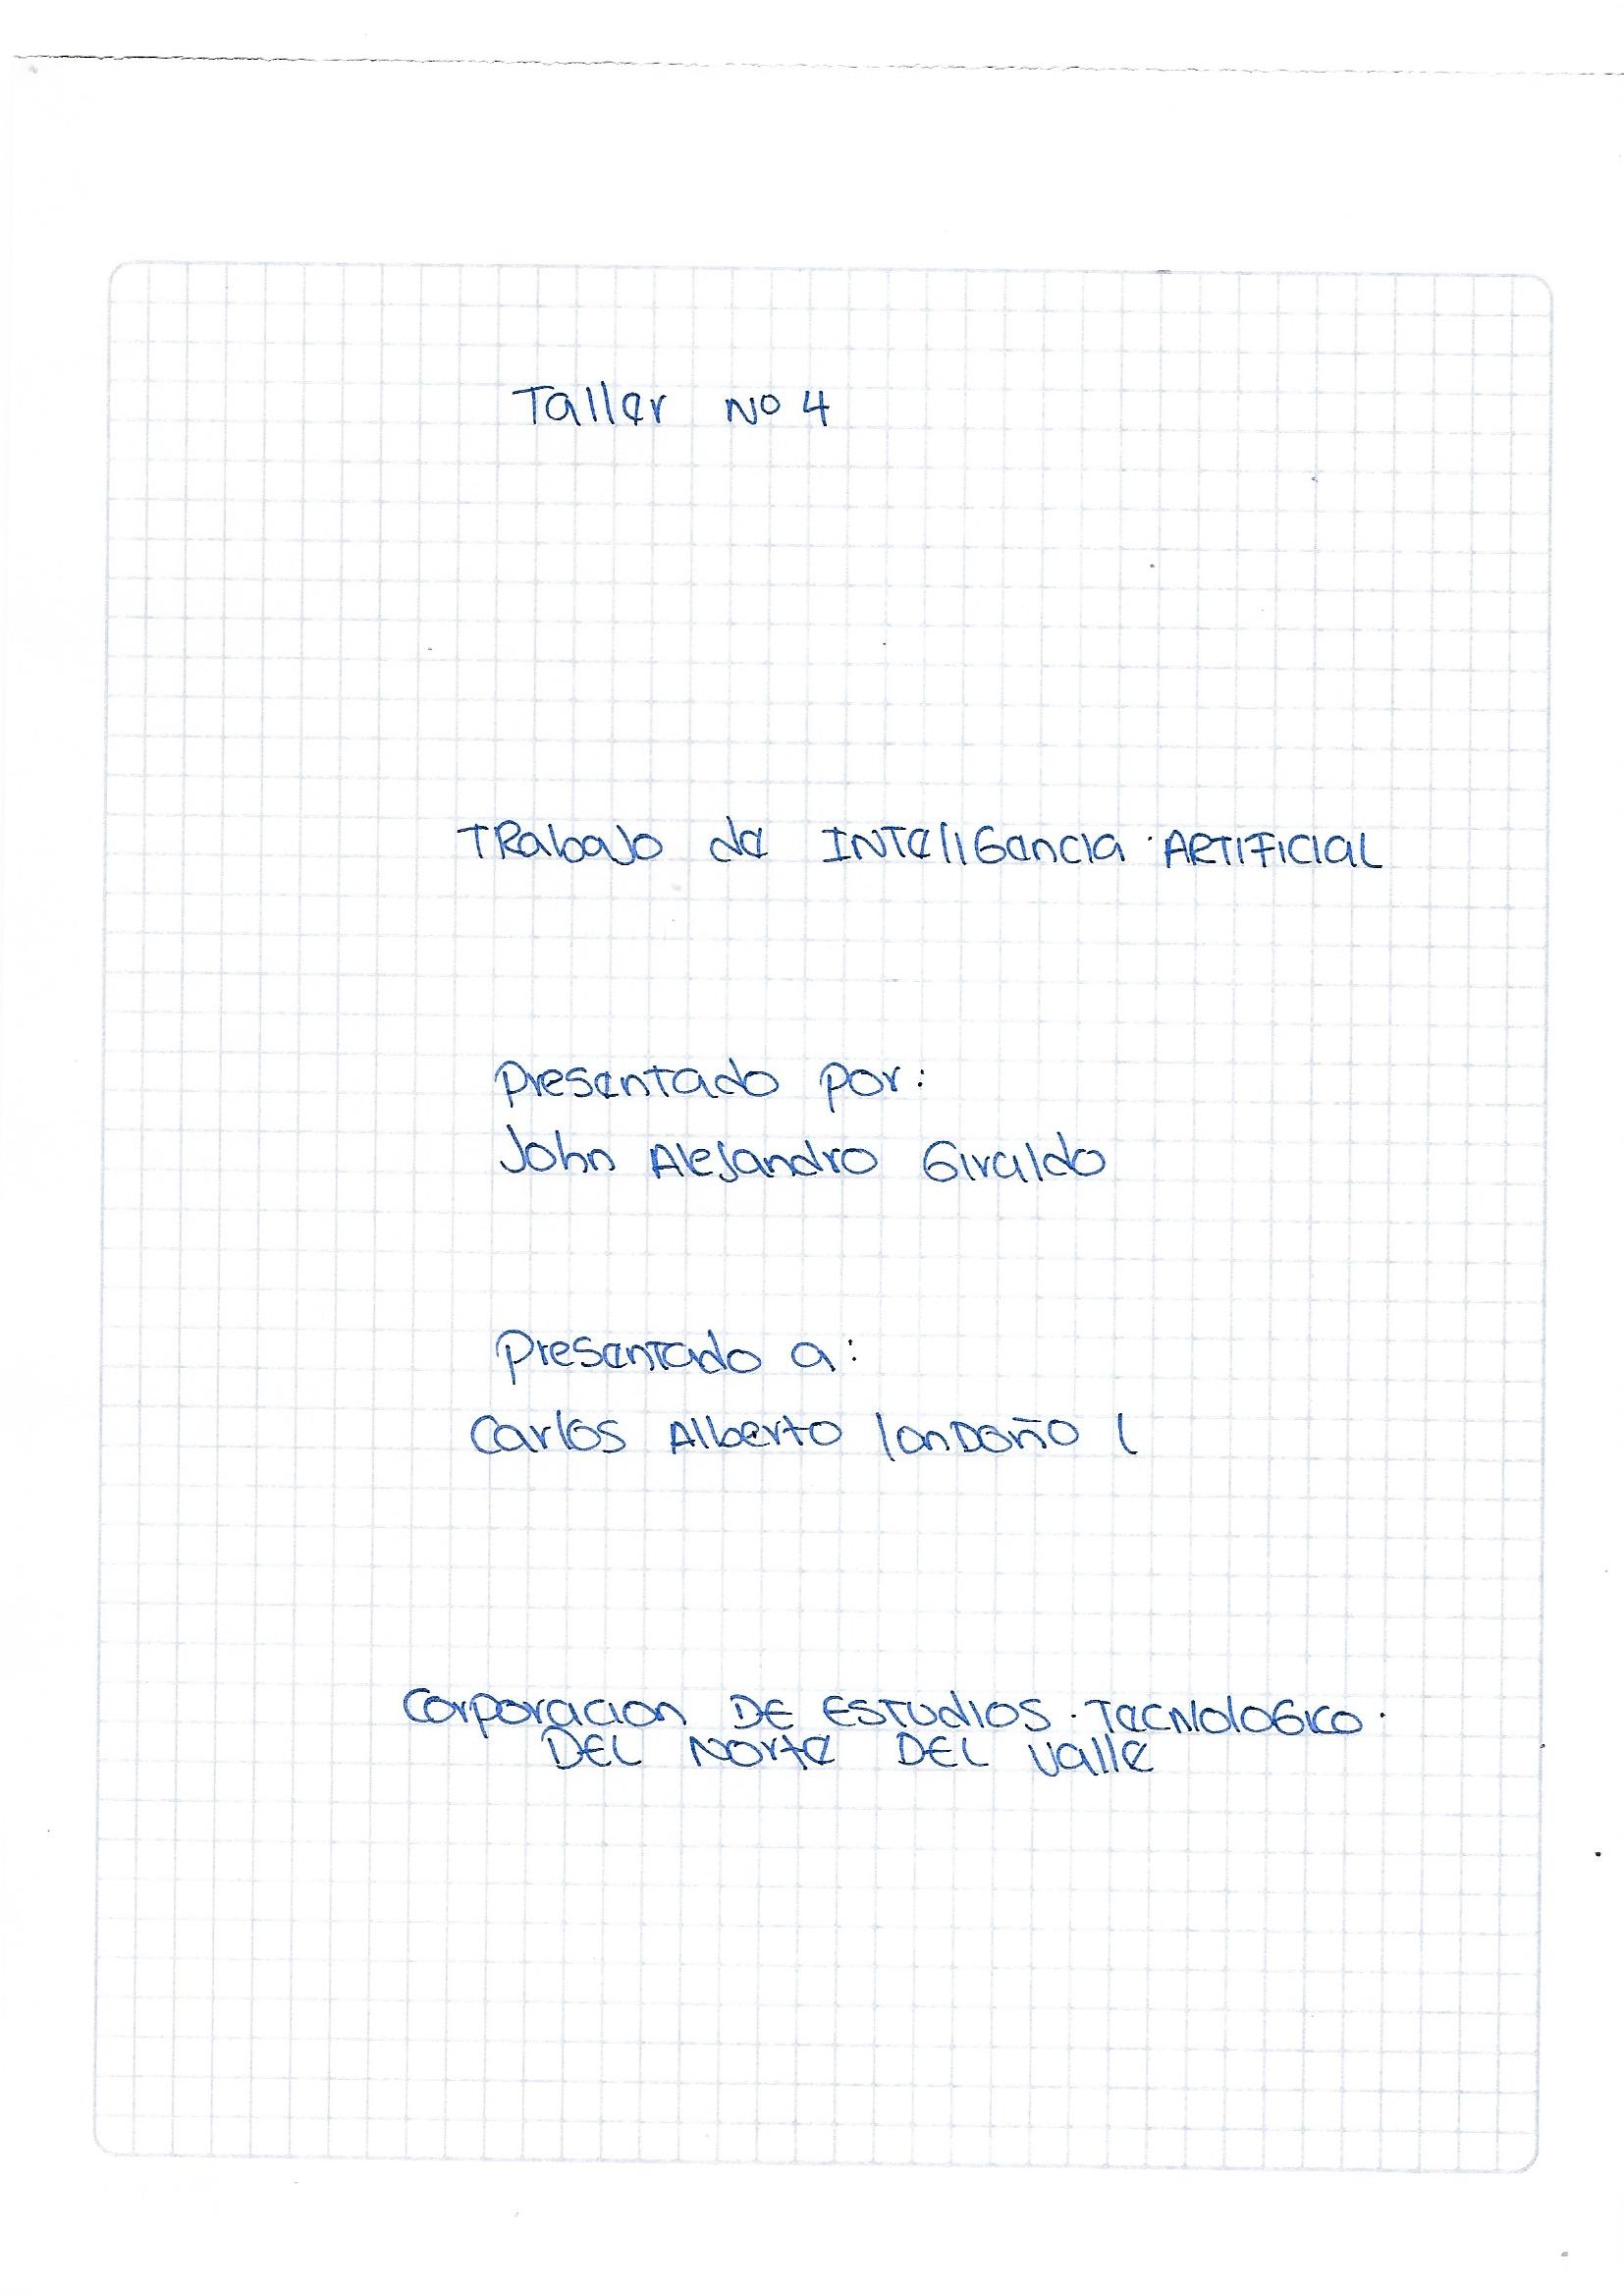 Taller No 4
TRabaJo de INTeliGencia ARTIFICIAL
Presentado por:
John AleJandro Giraldo
Presentado a:
Carlos Alberto lonDoño l
Corporacion DE ESTUdIOS. TecNoloGico.
DEL NOrte DEL Valle